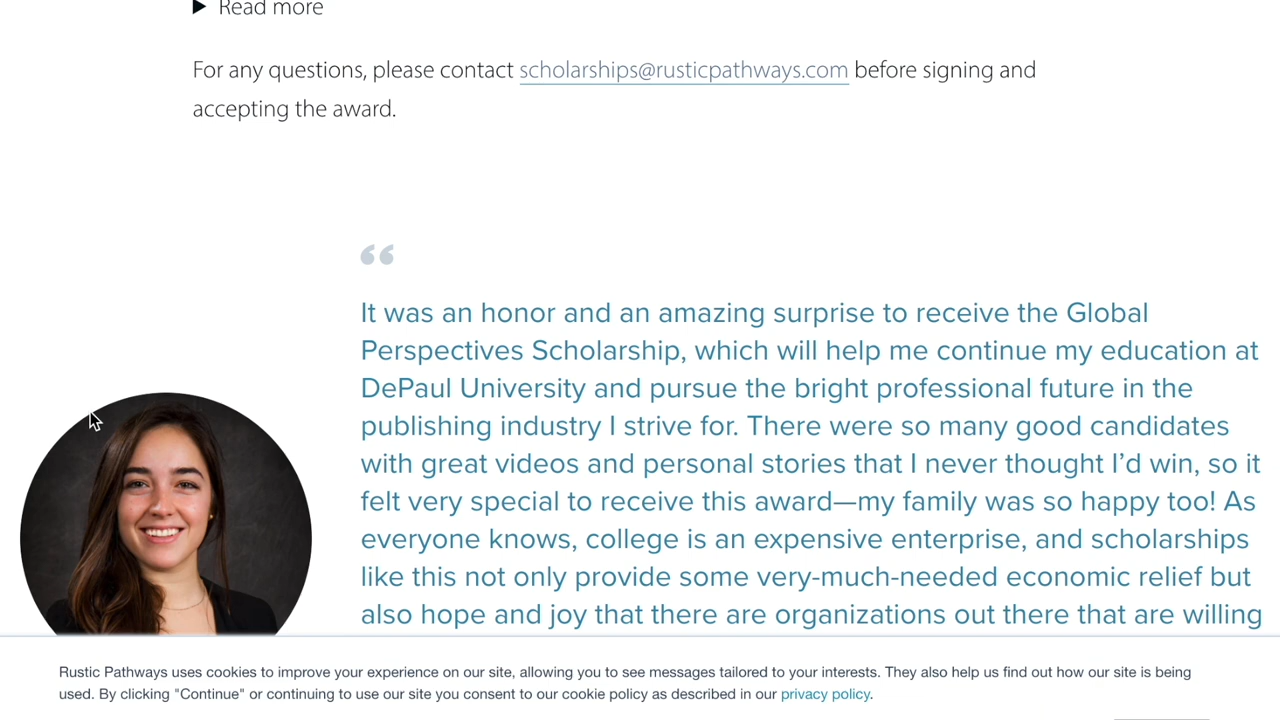 Read more
For any questions, please contact scholarships@rusticpathways.com before signing and
accepting the award.
“
It was an honor and an amazing surprise to receive the Global
Perspectives Scholarship, which will help me continue my education at
DePaul University and pursue the bright professional future in the
publishing industry I strive for. There were so many good candidates
with great videos and personal stories that I never thought I’d win, so it
felt very special to receive this award—my family was so happy too! As
everyone knows, college is an expensive enterprise, and scholarships
like this not only provide some very-much-needed economic relief but
also hope and joy that there are organizations out there that are willing
Rustic Pathways uses cookies to improve your experience on our site, allowing you to see messages tailored to your interests. They also help us find out how our site is being
used. By clicking "Continue" or continuing to use our site you consent to our cookie policy as described in our privacy policy.